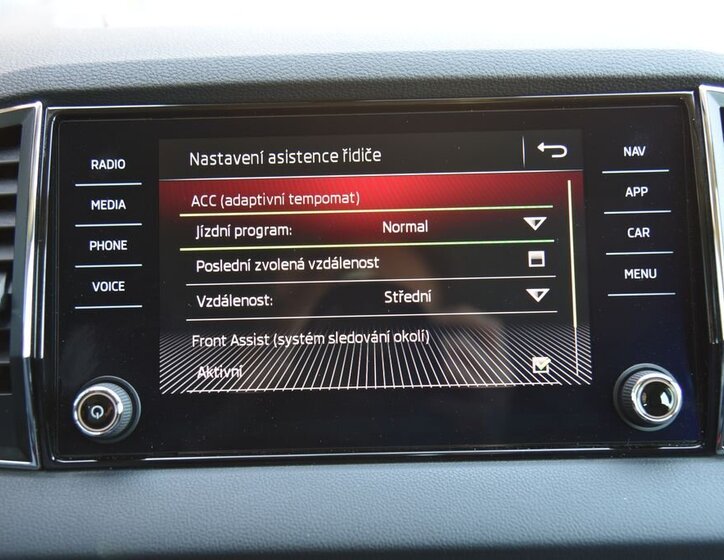 RADIO
MEDIA
PHONE
VOICE
Nastavení asistence řidiče
ACC (adaptivní tempomat)
Jízdní program: Normal
Poslední zvolená vzdálenost
Vzdálenost: Střední
Front Assist (systém sledování okolí)
Aktivní
NAV
APP
CAR
MENU